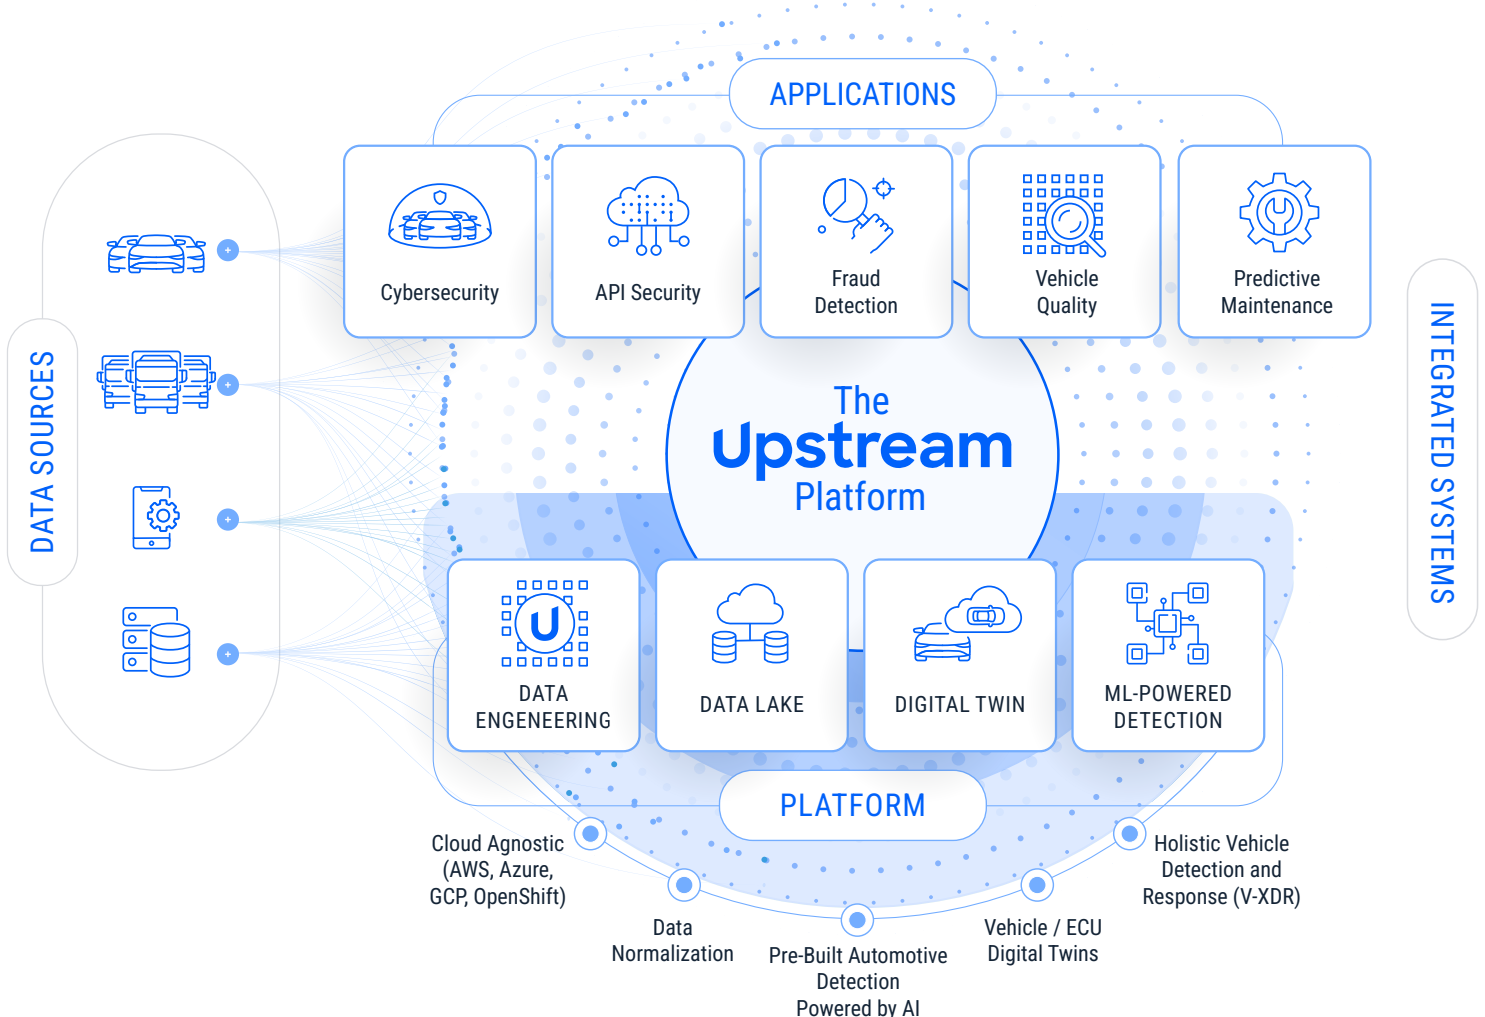 APPLICATIONS
Cybersecurity
API Security
Fraud
Detection
Vehicle
Quality
Predictive
Maintenance
DATA SOURCES
INTEGRATED SYSTEMS
The
Upstream
Platform
DATA
ENGENEERING
DATA LAKE
DIGITAL TWIN
ML-POWERED
DETECTION
PLATFORM
Cloud Agnostic
(AWS, Azure,
GCP, OpenShift)
Data
Normalization
Pre-Built Automotive
Detection
Powered by AI
Vehicle / ECU
Digital Twins
Holistic Vehicle
Detection and
Response (V-XDR)